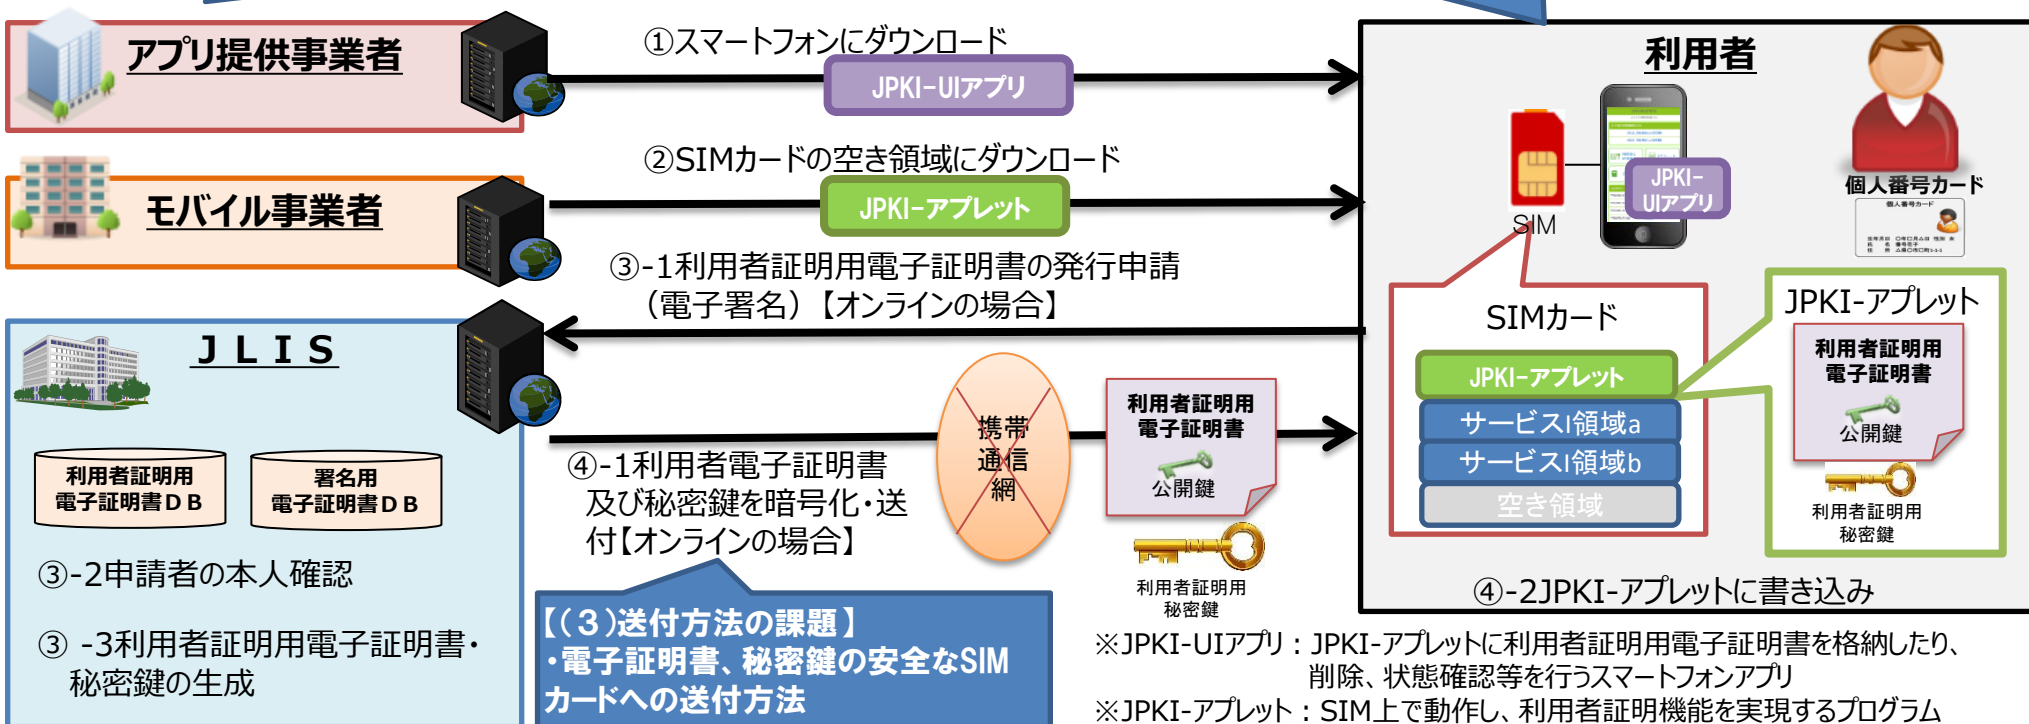 アプリ提供事業者
①スマートフォンにダウンロード
JPKI-UIアプリ
モバイル事業者
②SIMカードの空き領域にダウンロード
JPKI-アプレット
③-1利用者証明用電子証明書の発行申請
（電子署名）【オンラインの場合】
ＪＬＩＳ
利用者証明用
電子証明書ＤＢ
署名用
電子証明書ＤＢ
③-2申請者の本人確認
③ -3利用者証明用電子証明書・
秘密鍵の生成
④-1利用者電子証明書
及び秘密鍵を暗号化・送
付【オンラインの場合】
携帯
通信
網
利用者証明用
電子証明書
公開鍵
利用者証明用
秘密鍵
【(３)送付方法の課題】
・電子証明書、秘密鍵の安全なSIM
カードへの送付方法
利用者
SIM
JPKI-
UIアプリ
個人番号カード
個人番号カード
SIMカード
JPKI-アプレット
サービスI領域a
サービスI領域b
空き領域
JPKI-アプレット
利用者証明用
電子証明書
公開鍵
利用者証明用
秘密鍵
④-2JPKI-アプレットに書き込み
※JPKI-UIアプリ：JPKI-アプレットに利用者証明用電子証明書を格納したり、
削除、状態確認等を行うスマートフォンアプリ
※JPKI-アプレット：SIM上で動作し、利用者証明機能を実現するプログラム